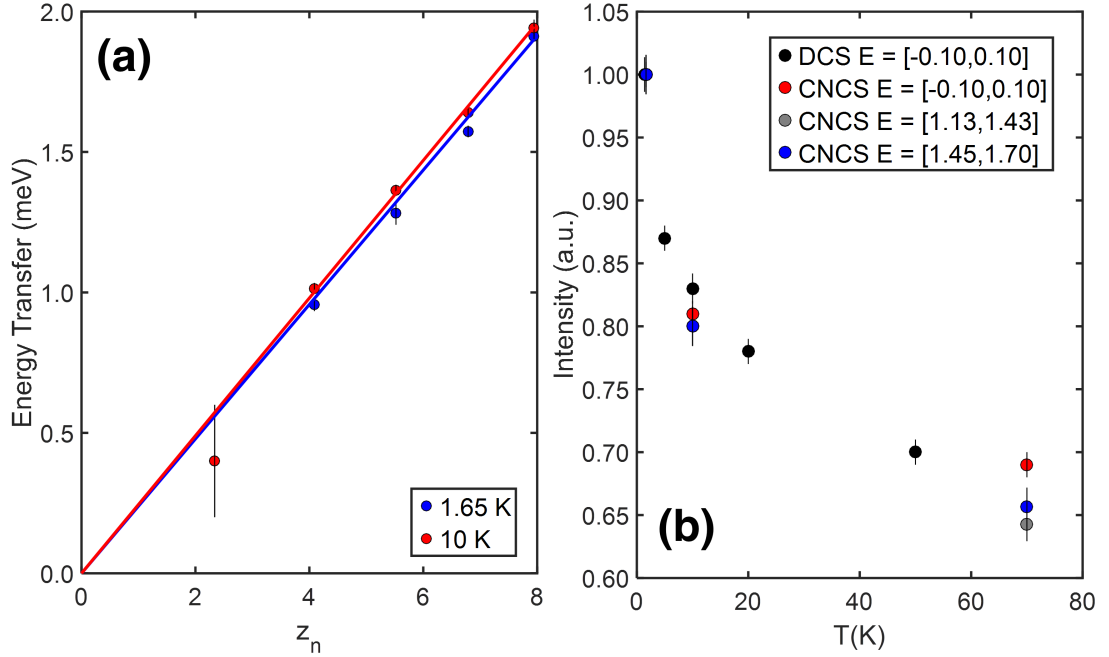 (a)
Energy Transfer (meV)
2.0
1.5
1.0
0.5
0.0
0 2 4 6 8
z_n
1.65 K
10 K
(b)
Intensity (a.u.)
1.05
1.00
0.95
0.90
0.85
0.80
0.75
0.70
0.65
0.60
0 20 40 60 80
T(K)
DCS E = [-0.10,0.10]
CNCS E = [-0.10,0.10]
CNCS E = [1.13,1.43]
CNCS E = [1.45,1.70]